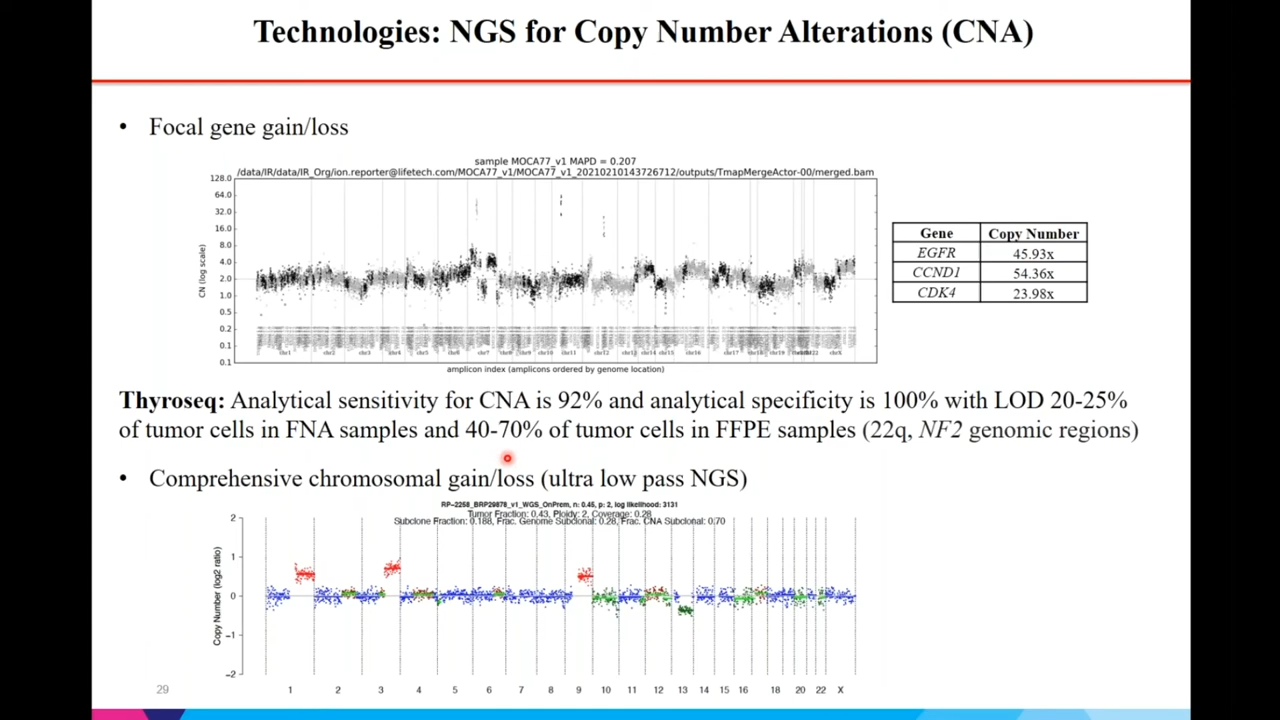 Technologies: NGS for Copy Number Alterations (CNA)
• Focal gene gain/loss
sample MOCA77_v1 MAPD = 0.207
/data/IR/data/IR_Org/ion.reporter@lifetech.com/MOCA77_v1/MOCA77_v1_20210210143726712/outputs/TmapMergeActor-00/merged.bam
128.0
64.0
32.0
16.0
8.0
4.0
2.0
1.0
0.5
0.2
0.1
0.1
CN (log scale)
chr1 chr2 chr3 chr4 chr5 chr6 chr7 chr8 chr9 chr10 chr11 chr12 chr13 chr14 chr15 chr16 chr17 chr18 chr19 chrX
amplicon index (amplicons ordered by genome location)
Gene Copy Number
EGFR 45.93x
CCND1 54.36x
CDK4 23.98x
Thyroseq: Analytical sensitivity for CNA is 92% and analytical specificity is 100% with LOD 20-25%
of tumor cells in FNA samples and 40-70% of tumor cells in FFPE samples (22q, NF2 genomic regions)
• Comprehensive chromosomal gain/loss (ultra low pass NGS)
RP-2258_BRP29878_v1_WGS_OnPrem, n: 0.45, p: 2, log likelihood: 3131
Tumor Fraction: 0.43, Ploidy: 2, Coverage: 0.28
Subclone Fraction: 0.188, Frac. Genome Subclonal: 0.28, Frac. CNA Subclonal: 0.70
Copy Number (log2 ratio)
2
1
0
−1
−2
1 2 3 4 5 6 7 8 9 10 11 12 13 14 15 16 18 20 22 X
29